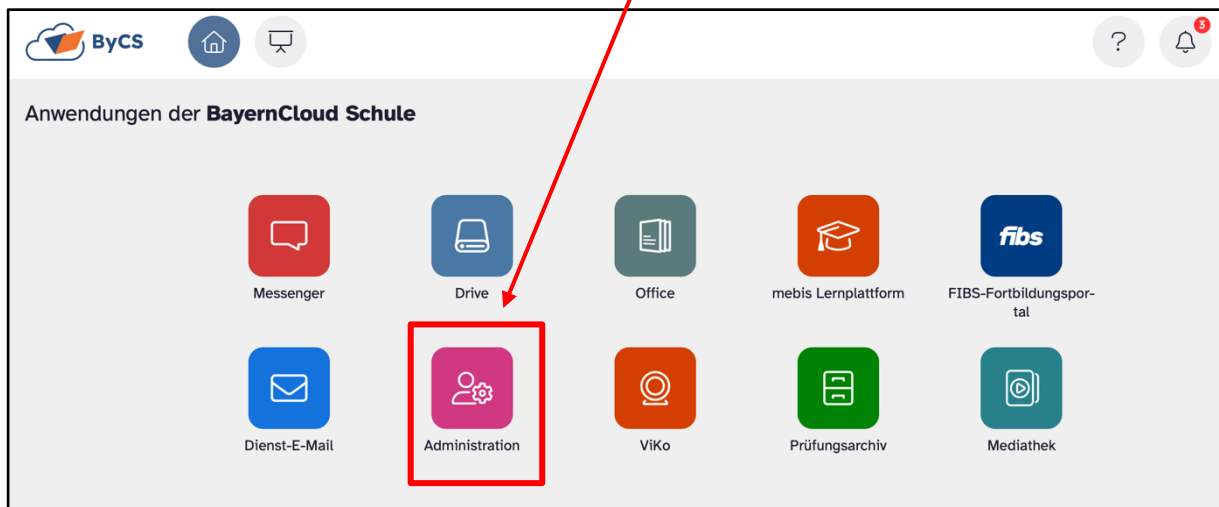 ByCS
?
3
Anwendungen der BayernCloud Schule
fibs
Messenger
Drive
Office
mebis Lernplattform
FIBS-Fortbildungspor-
tal
Dienst-E-Mail
Administration
ViKo
Prüfungsarchiv
Mediathek